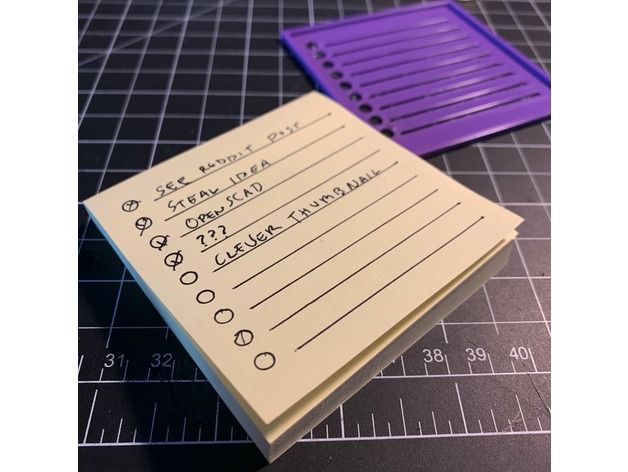 SEE REDDIT POST
STEAL IDEA
OPENSCAD
???
CLEVER THUMBNAIL
31 32 38 39 40